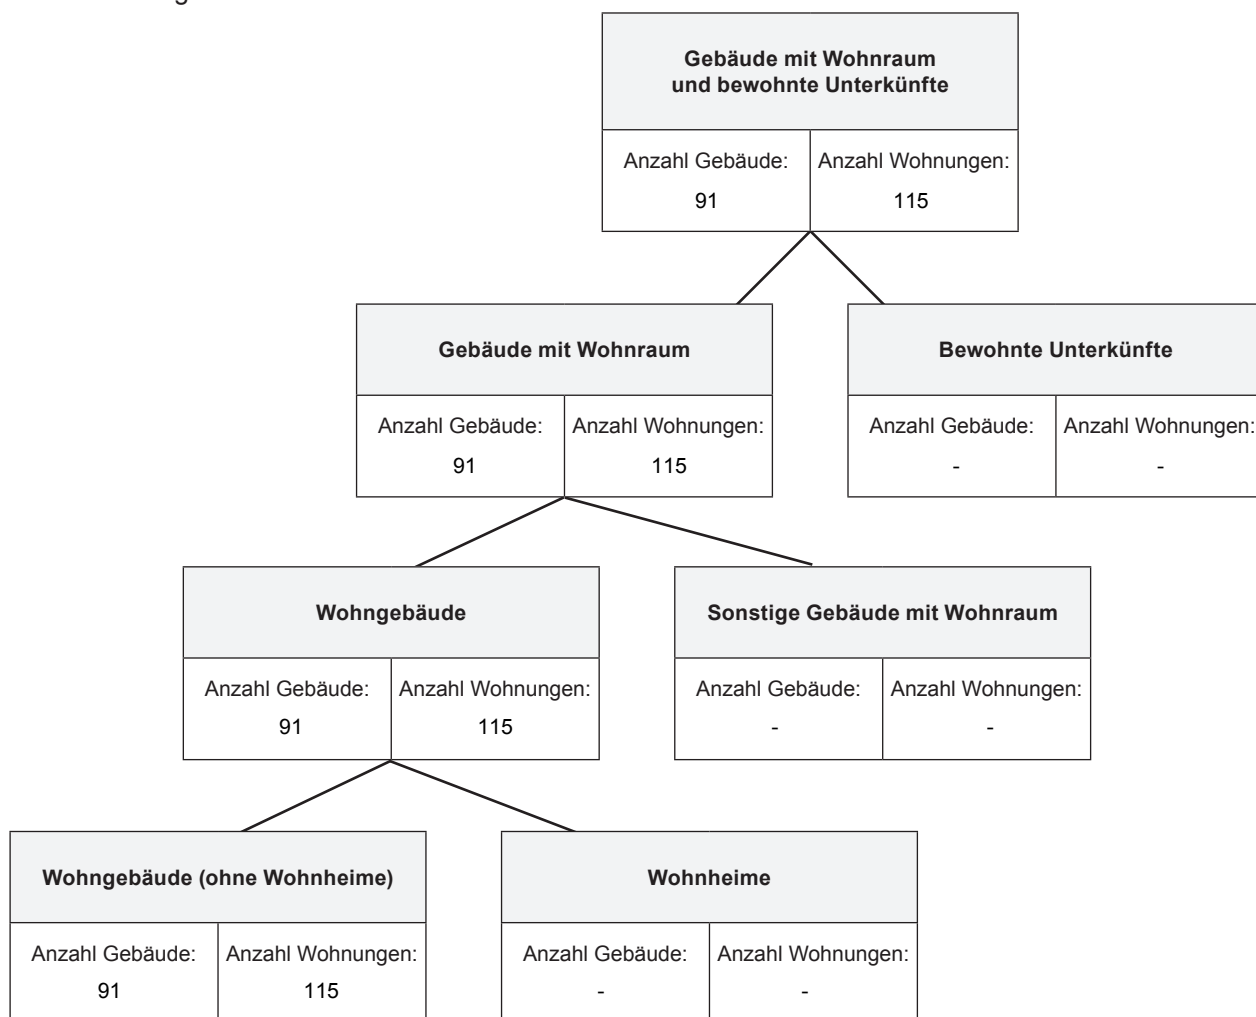 Gebäude mit Wohnraum
und bewohnte Unterkünfte
Anzahl Gebäude: Anzahl Wohnungen:
91 115
Gebäude mit Wohnraum
Anzahl Gebäude: Anzahl Wohnungen:
91 115
Bewohnte Unterkünfte
Anzahl Gebäude: Anzahl Wohnungen:
- -
Wohngebäude
Anzahl Gebäude: Anzahl Wohnungen:
91 115
Sonstige Gebäude mit Wohnraum
Anzahl Gebäude: Anzahl Wohnungen:
- -
Wohngebäude (ohne Wohnheime)
Anzahl Gebäude: Anzahl Wohnungen:
91 115
Wohnheime
Anzahl Gebäude: Anzahl Wohnungen:
- -